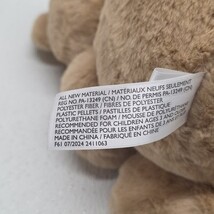 ALL NEW MATERIAL / MATÉRIAUX NEUFS SEULEMENT
REG NO. PA-13249 (CN) / NO DE PERMIS PA-13249 (CN)
POLYESTER FIBER / FIBRES DE POLYESTER
PLASTIC PELLETS / PASTILLES DE PLASTIQUE
POLYURETHANE FOAM / MOUSSE DE POLYURÉTHANE
RECOMMENDED FOR CHILDREN AGES 3 AND OVER
RECOMMENDÉ POUR LES ENFANTS DE 3 ANS ET PLUS
MADE IN CHINA / FABRIQUÉ EN CHINE
F61 07/2024 2411063